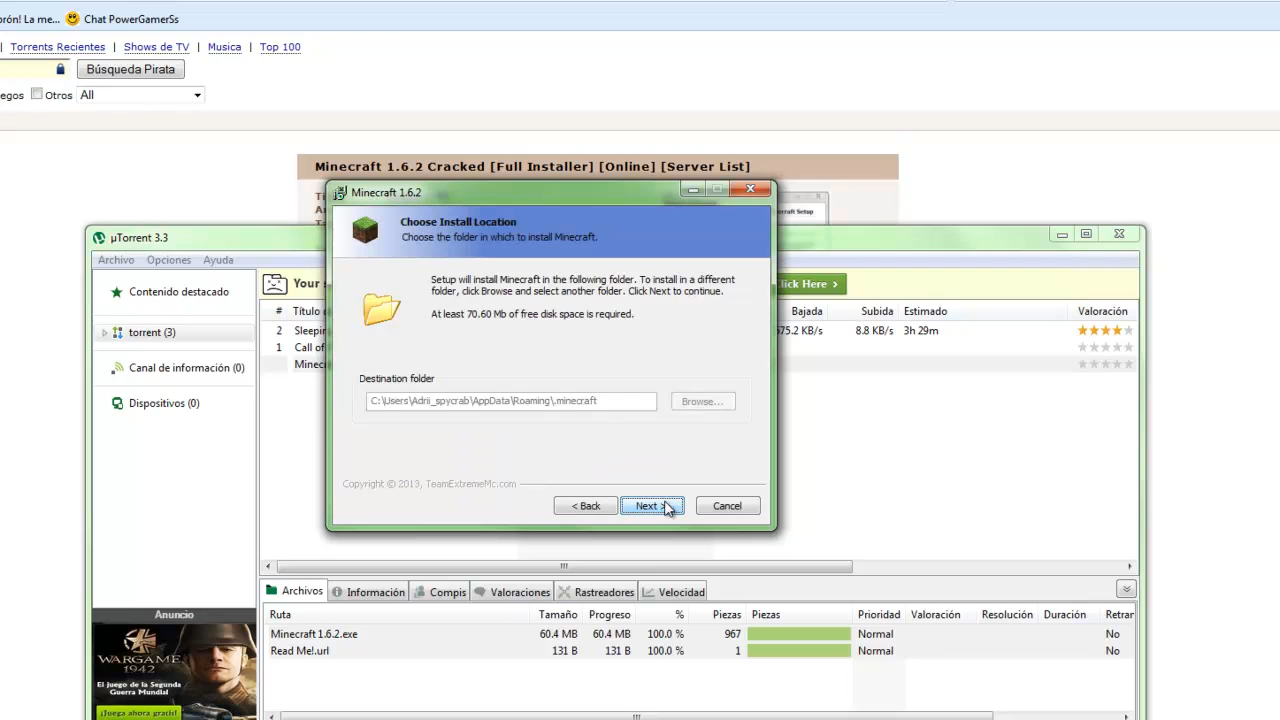 brón! La me... Chat PowerGamerSs
| Torrents Recientes | Shows de TV | Musica | Top 100
Búsqueda Pirata
egos Otros All
Minecraft 1.6.2 Cracked [Full Installer] [Online] [Server List]
Minecraft 1.6.2
Choose Install Location
Choose the folder in which to install Minecraft.
Setup will install Minecraft in the following folder. To install in a different
folder, click Browse and select another folder. Click Next to continue.
At least 70.60 Mb of free disk space is required.
Destination folder
C:\Users\Adrii_spycrab\AppData\Roaming\.minecraft
Browse...
Copyright © 2013, TeamExtremeMc.com
< Back Next > Cancel
µTorrent 3.3
Archivo Opciones Ayuda
Contenido destacado
torrent (3)
Canal de información (0)
Dispositivos (0)
Your
Click Here >
# Título Bajada Subida Estimado Valoración
2 Sleepin 575.2 KB/s 8.8 KB/s 3h 29m
1 Call of
Minec
Archivos Información Compis Valoraciones Rastreadores Velocidad
Ruta Tamaño Progreso % Piezas Piezas Prioridad Valoración Resolución Duración Retran
Minecraft 1.6.2.exe 60.4 MB 60.4 MB 100.0 % 967 Normal No
Read Me!.url 131 B 131 B 100.0 % 1 Normal No
Anuncio
WARGAME
1942
El juego de la Segunda
Guerra Mundial
¡Juega ahora gratis!